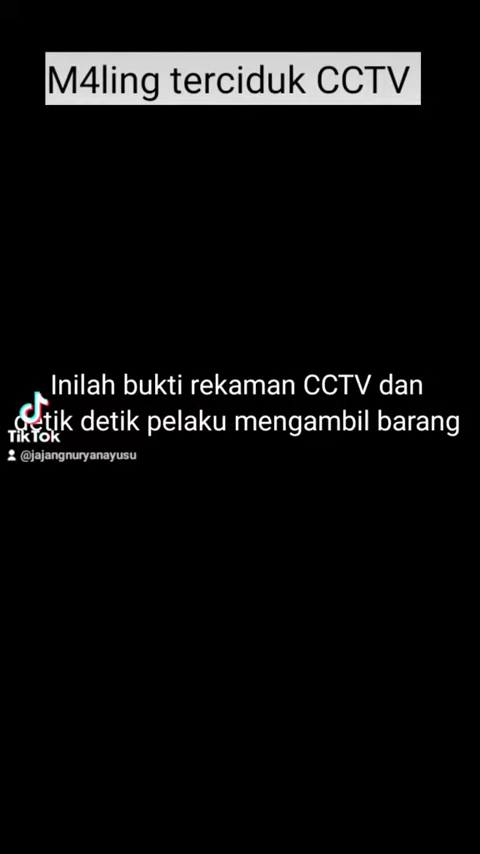 M4ling terciduk CCTV
Inilah bukti rekaman CCTV dan
detik detik pelaku mengambil barang
TikTok
@jajangnuryanayusu